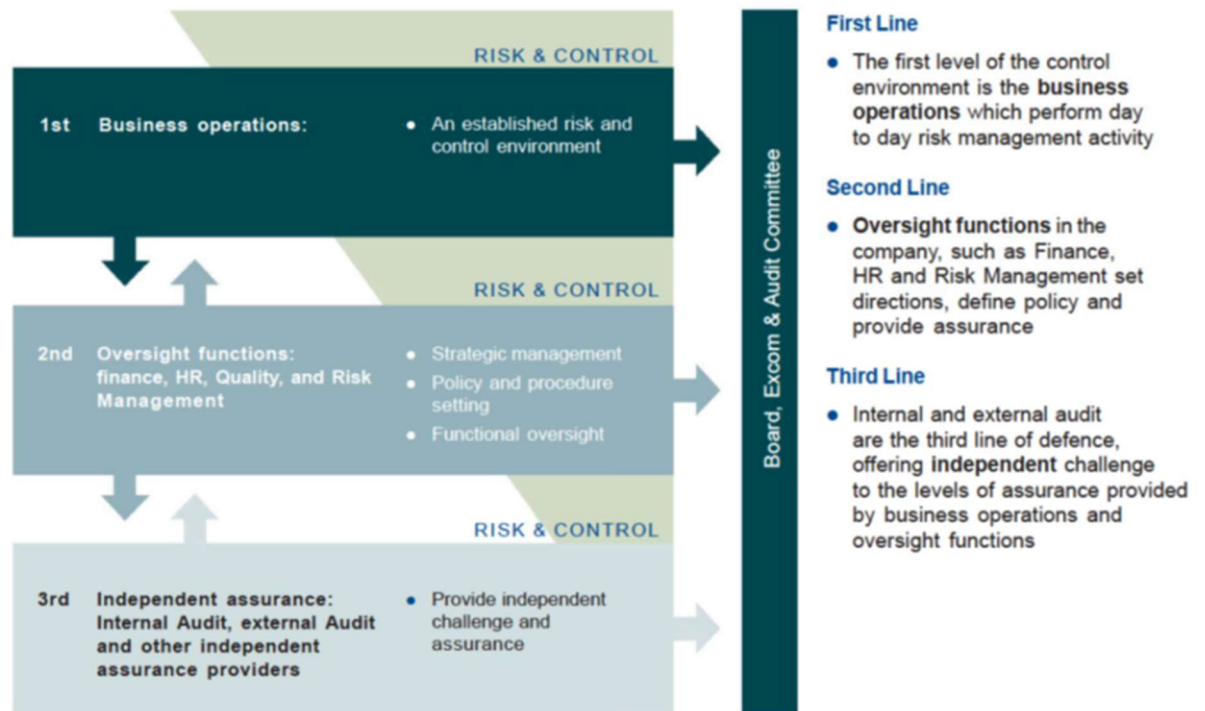 RISK & CONTROL
1st Business operations:
• An established risk and
control environment
RISK & CONTROL
2nd Oversight functions:
finance, HR, Quality, and Risk
Management
• Strategic management
• Policy and procedure
setting
• Functional oversight
RISK & CONTROL
3rd Independent assurance:
Internal Audit, external Audit
and other independent
assurance providers
• Provide independent
challenge and
assurance
Board, Excom & Audit Committee
First Line
• The first level of the control
environment is the business
operations which perform day
to day risk management activity
Second Line
• Oversight functions in the
company, such as Finance,
HR and Risk Management set
directions, define policy and
provide assurance
Third Line
• Internal and external audit
are the third line of defence,
offering independent challenge
to the levels of assurance provided
by business operations and
oversight functions